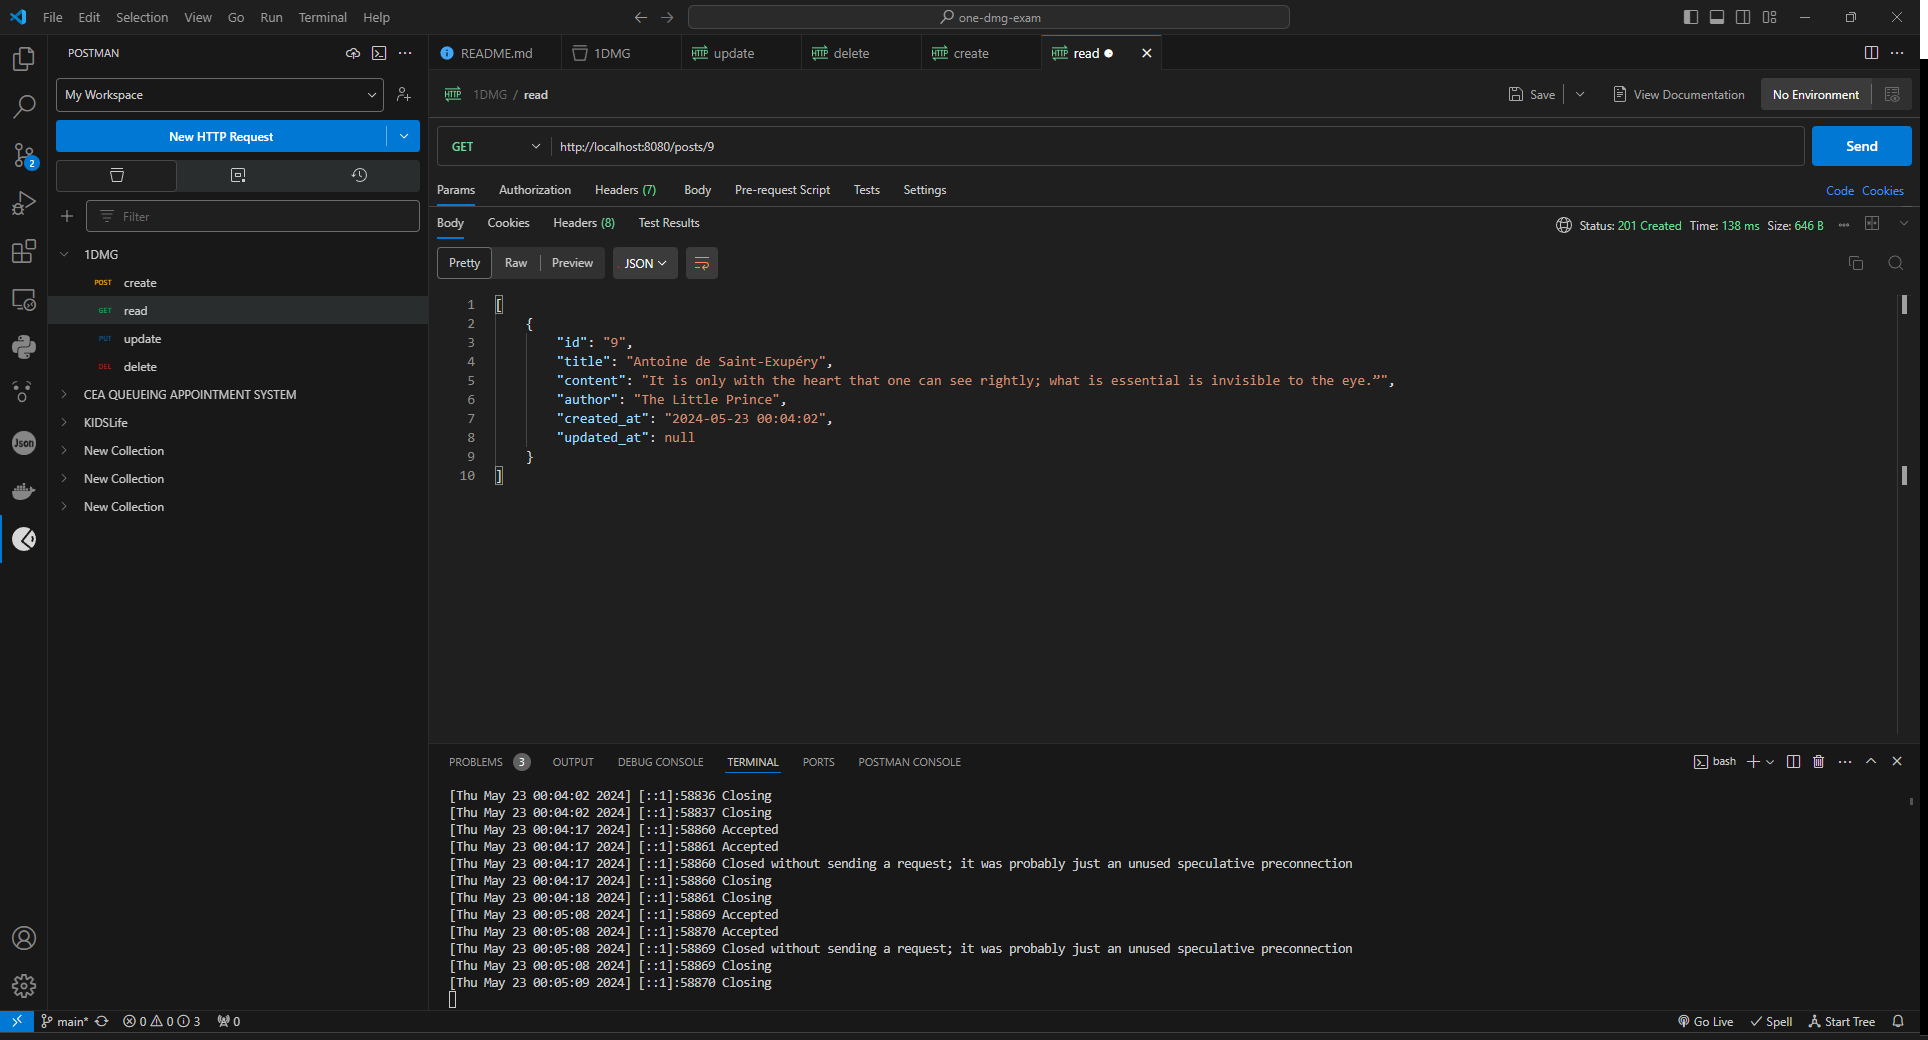 File Edit Selection View Go Run Terminal Help
one-dmg-exam
POSTMAN
README.md
1DMG
HTTP update
HTTP delete
HTTP create
HTTP read
My Workspace
HTTP 1DMG / read
Save
View Documentation
No Environment
New HTTP Request
GET
http://localhost:8080/posts/9
Send
2
Params Authorization Headers (7) Body Pre-request Script Tests Settings
Code Cookies
Filter
Body Cookies Headers (8) Test Results
Status: 201 Created Time: 138 ms Size: 646 B
Pretty Raw Preview JSON
1DMG
POST create
GET read
PUT update
DEL delete
CEA QUEUEING APPOINTMENT SYSTEM
KIDSLife
New Collection
New Collection
New Collection
Json
1 [
2 {
3 "id": "9",
4 "title": "Antoine de Saint-Exupéry",
5 "content": "It is only with the heart that one can see rightly; what is essential is invisible to the eye.”",
6 "author": "The Little Prince",
7 "created_at": "2024-05-23 00:04:02",
8 "updated_at": null
9 }
10 ]
PROBLEMS 3 OUTPUT DEBUG CONSOLE TERMINAL PORTS POSTMAN CONSOLE
bash
[Thu May 23 00:04:02 2024] [::1]:58836 Closing
[Thu May 23 00:04:02 2024] [::1]:58837 Closing
[Thu May 23 00:04:17 2024] [::1]:58860 Accepted
[Thu May 23 00:04:17 2024] [::1]:58861 Accepted
[Thu May 23 00:04:17 2024] [::1]:58860 Closed without sending a request; it was probably just an unused speculative preconnection
[Thu May 23 00:04:17 2024] [::1]:58860 Closing
[Thu May 23 00:04:18 2024] [::1]:58861 Closing
[Thu May 23 00:05:08 2024] [::1]:58869 Accepted
[Thu May 23 00:05:08 2024] [::1]:58870 Accepted
[Thu May 23 00:05:08 2024] [::1]:58869 Closed without sending a request; it was probably just an unused speculative preconnection
[Thu May 23 00:05:08 2024] [::1]:58869 Closing
[Thu May 23 00:05:09 2024] [::1]:58870 Closing
main* 0 0 3 0
Go Live Spell Start Tree